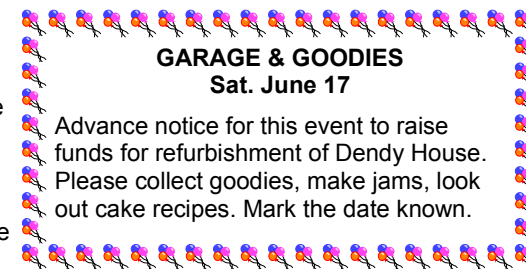 GARAGE & GOODIES
Sat. June 17
Advance notice for this event to raise
funds for refurbishment of Dendy House.
Please collect goodies, make jams, look
out cake recipes. Mark the date known.